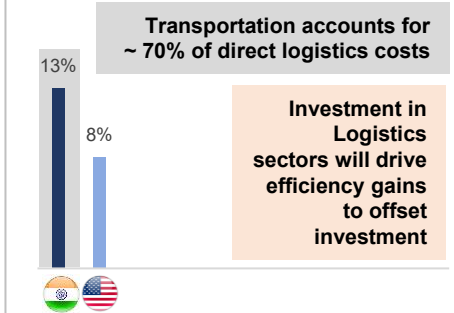 Transportation accounts for
~ 70% of direct logistics costs
13%
8%
Investment in
Logistics
sectors will drive
efficiency gains
to offset
investment